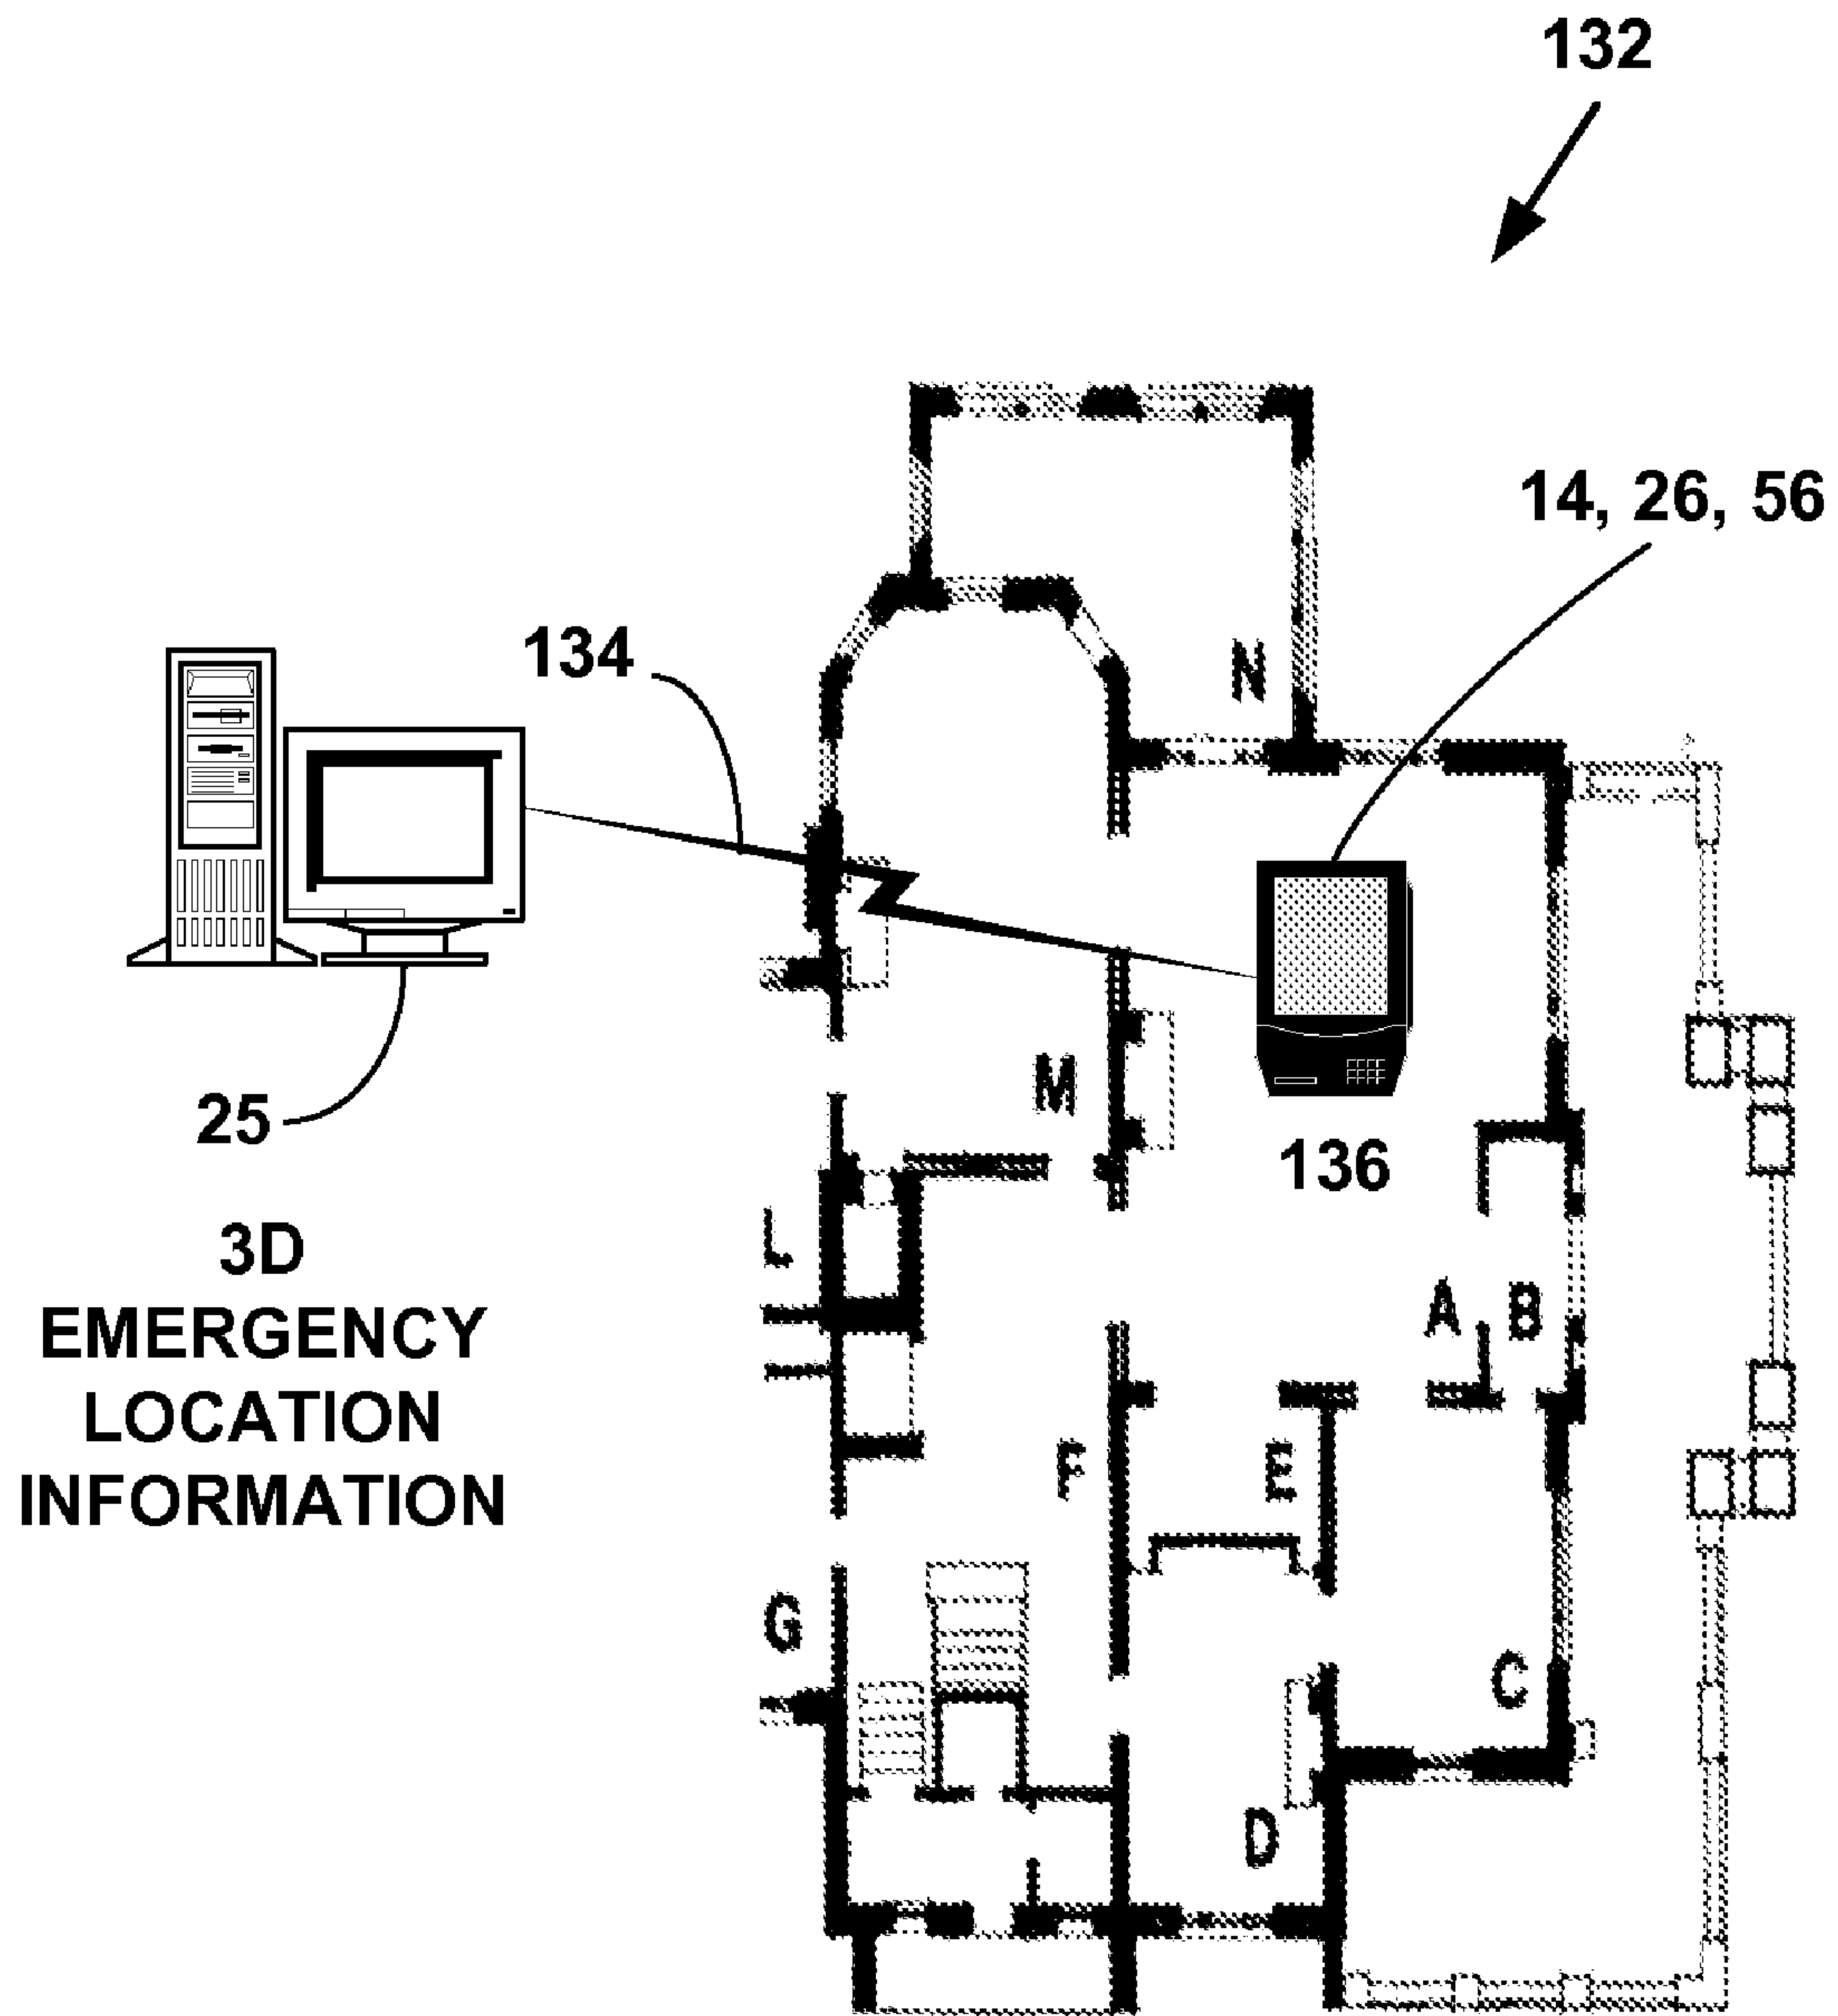 132
14, 26, 56
134
N
25
M
136
3D
EMERGENCY
LOCATION
INFORMATION
L
A B
F E
G
C
D